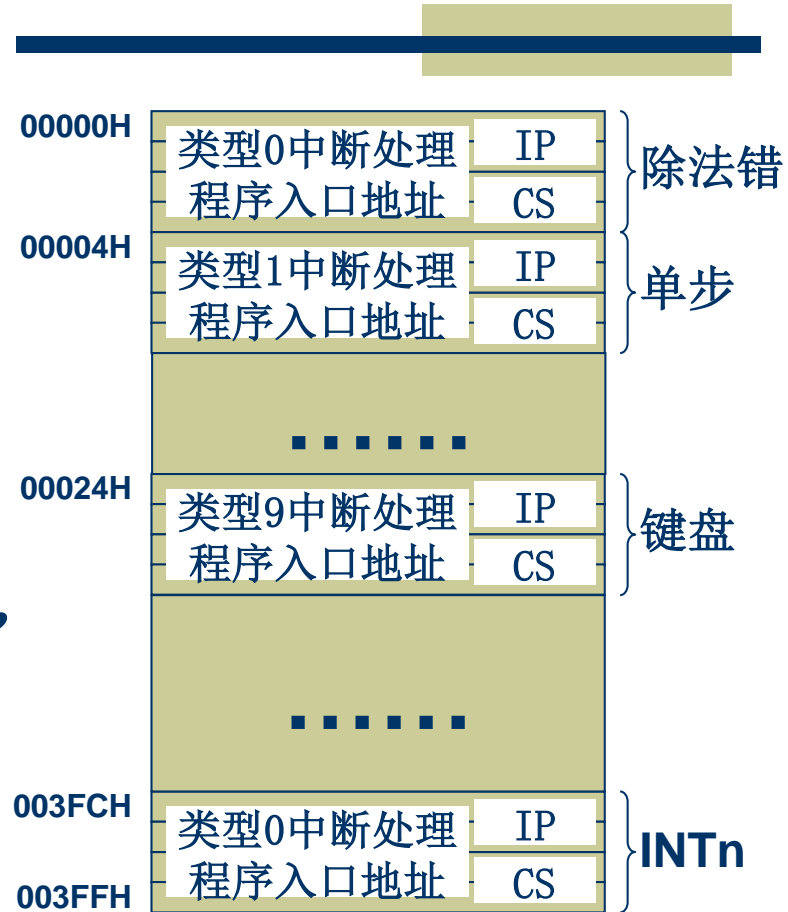 00000H
类型0中断处理 IP
程序入口地址 CS
除法错
00004H
类型1中断处理 IP
程序入口地址 CS
单步
......
00024H
类型9中断处理 IP
程序入口地址 CS
键盘
,
......
003FCH
类型0中断处理 IP
程序入口地址 CS
INTn
003FFH